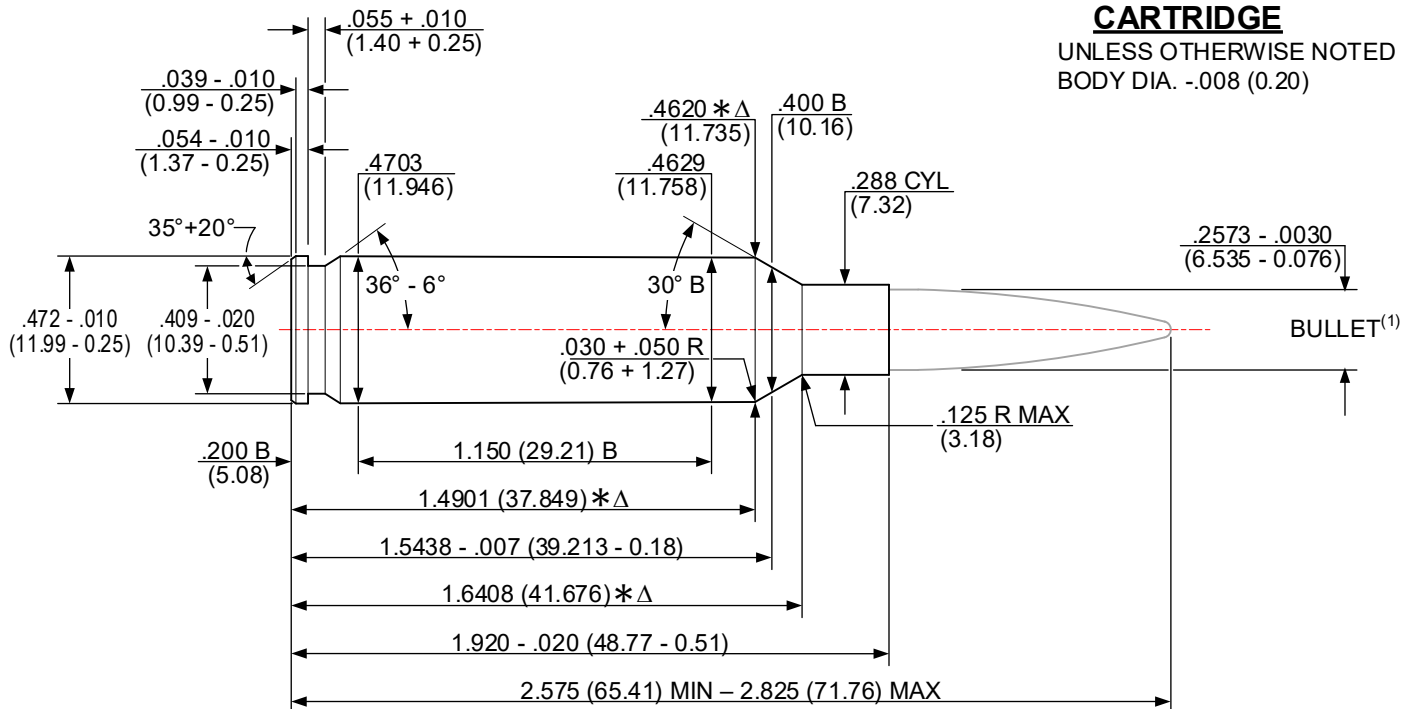 CARTRIDGE
UNLESS OTHERWISE NOTED
BODY DIA. -.008 (0.20)
.055 + .010
(1.40 + 0.25)
.039 - .010
(0.99 - 0.25)
.054 - .010
(1.37 - 0.25)
35°+20°
.472 - .010
(11.99 - 0.25)
.409 - .020
(10.39 - 0.51)
.4703
(11.946)
36° - 6°
.4620 * Δ
(11.735)
.4629
(11.758)
30° B
.400 B
(10.16)
.288 CYL
(7.32)
.2573 - .0030
(6.535 - 0.076)
BULLET(1)
.030 + .050 R
(0.76 + 1.27)
.125 R MAX
(3.18)
.200 B
(5.08)
1.150 (29.21) B
1.4901 (37.849) * Δ
1.5438 - .007 (39.213 - 0.18)
1.6408 (41.676) * Δ
1.920 - .020 (48.77 - 0.51)
2.575 (65.41) MIN – 2.825 (71.76) MAX